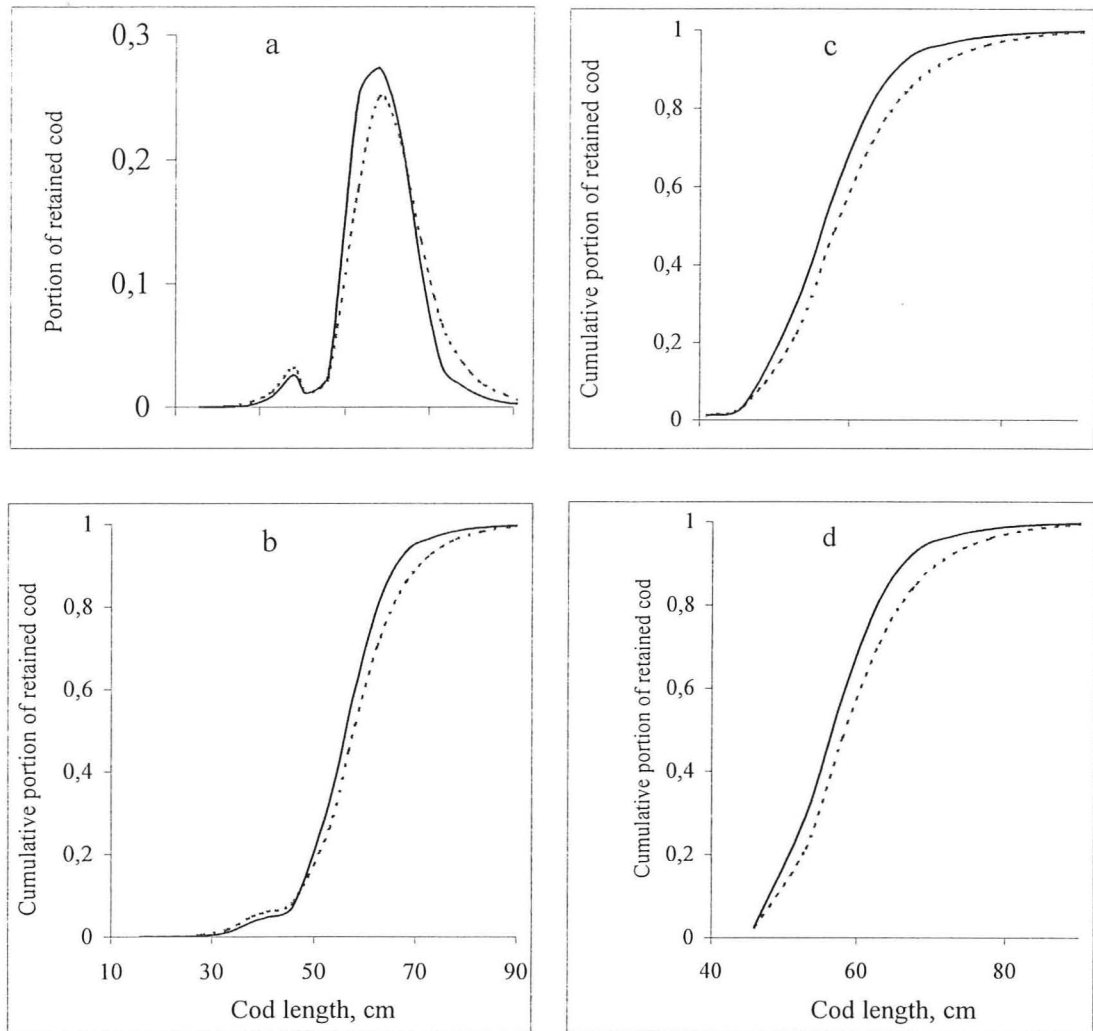 a
0,3
0,2
0,1
0
Portion of retained cod
c
1
0,8
0,6
0,4
0,2
0
Cumulative portion of retained cod
b
1
0,8
0,6
0,4
0,2
0
Cumulative portion of retained cod
10 30 50 70 90
Cod length, cm
d
1
0,8
0,6
0,4
0,2
0
Cumulative portion of retained cod
40 60 80
Cod length, cm